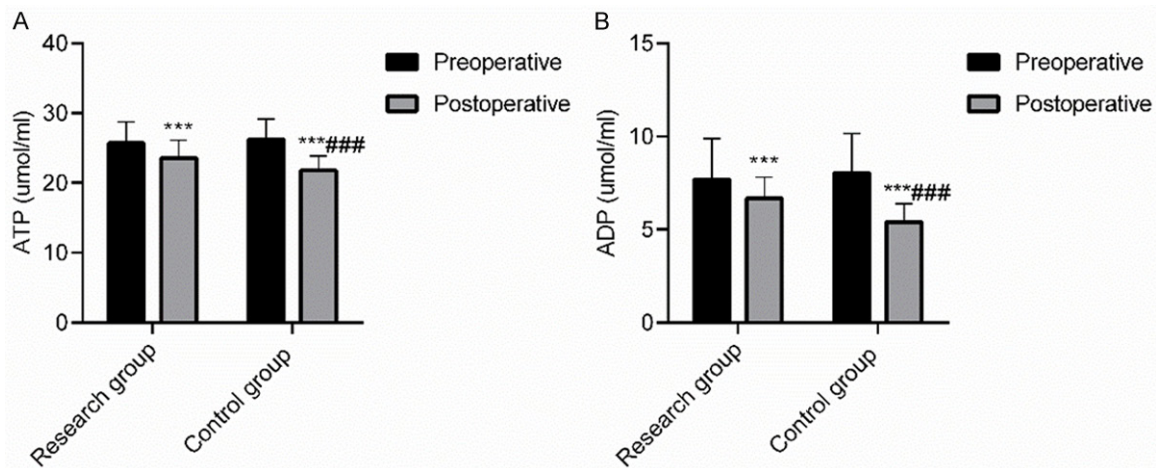 A
40
30
20
10
0
ATP (umol/ml)
***
***###
Preoperative
Postoperative
Research group
Control group
B
15
10
5
0
ADP (umol/ml)
***
***###
Preoperative
Postoperative
Research group
Control group